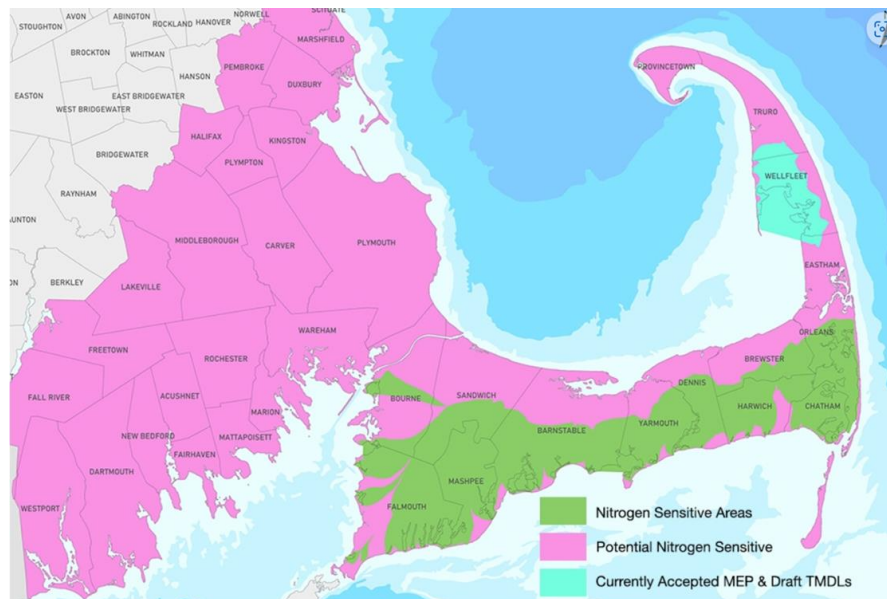 NORWELL
SCITUATE
AVON
ABINGTON
ROCKLAND
HANOVER
STOUGHTON
MARSHFIELD
BROCKTON
WHITMAN
PEMBROKE
HANSON
DUXBURY
PROVINCETOWN
EASTON
EAST BRIDGEWATER
WEST BRIDGEWATER
TRURO
HALIFAX
KINGSTON
BRIDGEWATER
PLYMPTON
WELLFLEET
RAYNHAM
AUNTON
MIDDLEBOROUGH
CARVER
PLYMOUTH
EASTHAM
BERKLEY
LAKEVILLE
ON
WAREHAM
ORLEANS
FREETOWN
ROCHESTER
BREWSTER
DENNIS
FALL RIVER
ACUSHNET
BOURNE
SANDWICH
MARION
HARWICH
CHATHAM
NEW BEDFORD
MATTAPOISETT
BARNSTABLE
YARMOUTH
FAIRHAVEN
DARTMOUTH
MASHPEE
WESTPORT
FALMOUTH
Nitrogen Sensitive Areas
Potential Nitrogen Sensitive
Currently Accepted MEP & Draft TMDLs